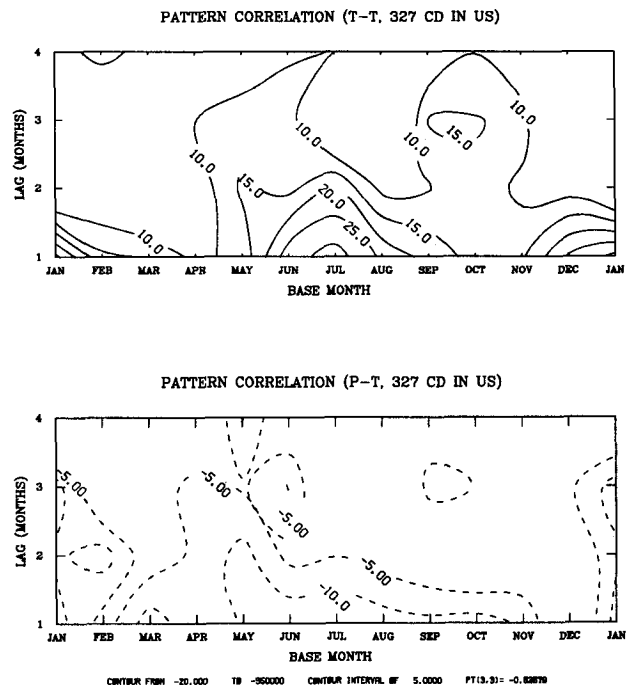 PATTERN CORRELATION (T-T, 327 CD IN US)
4
3
2
1
LAG (MONTHS)
10.0
15.0
10.0
10.0
15.0
10.0
20.0
25.0
15.0
10.0
JAN FEB MAR APR MAY JUN JUL AUG SEP OCT NOV DEC JAN
BASE MONTH
PATTERN CORRELATION (P-T, 327 CD IN US)
4
3
2
1
LAG (MONTHS)
-5.00
-5.00
-5.00
-5.00
-10.0
JAN FEB MAR APR MAY JUN JUL AUG SEP OCT NOV DEC JAN
BASE MONTH
CONTOUR FROM -20.000 TO CONTOUR INTERVAL OF 5.0000 PT(3,3)=